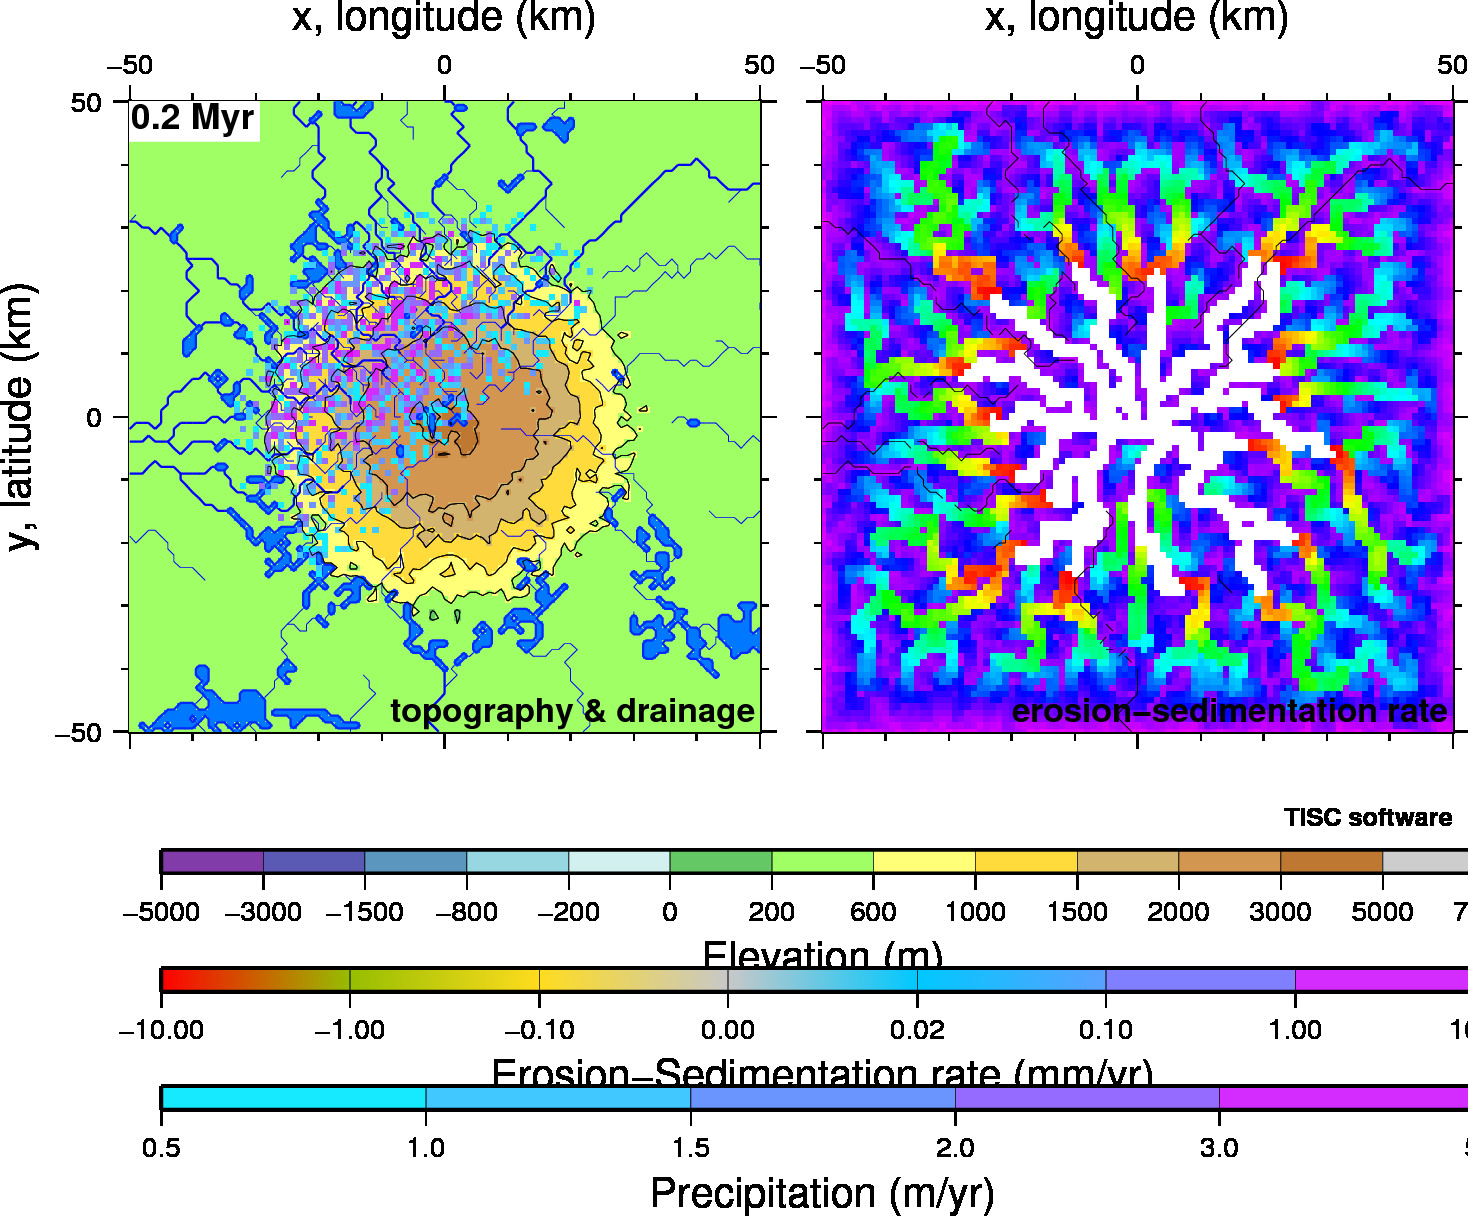 x, longitude (km)
x, longitude (km)
−50 0 50
−50 0 50
50
0.2 Myr
y, latitude (km)
0
−50
topography & drainage
erosion−sedimentation rate
TISC software
−5000 −3000 −1500 −800 −200 0 200 600 1000 1500 2000 3000 5000 7
Elevation (m)
−10.00 −1.00 −0.10 0.00 0.02 0.10 1.00 10
Erosion−Sedimentation rate (mm/yr)
0.5 1.0 1.5 2.0 3.0 5
Precipitation (m/yr)